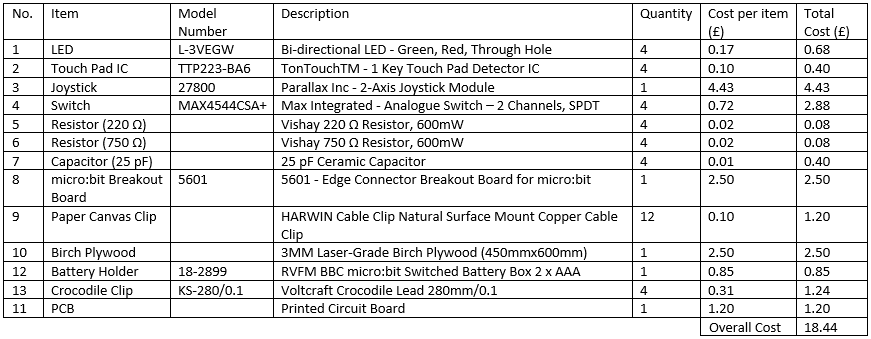 No. Item Model Number Description Quantity Cost per item (£) Total Cost (£)
1 LED L-3VEGW Bi-directional LED - Green, Red, Through Hole 4 0.17 0.68
2 Touch Pad IC TTP223-BA6 TonTouchTM - 1 Key Touch Pad Detector IC 4 0.10 0.40
3 Joystick 27800 Parallax Inc - 2-Axis Joystick Module 1 4.43 4.43
4 Switch MAX4544CSA+ Max Integrated - Analogue Switch – 2 Channels, SPDT 4 0.72 2.88
5 Resistor (220 Ω) Vishay 220 Ω Resistor, 600mW 4 0.02 0.08
6 Resistor (750 Ω) Vishay 750 Ω Resistor, 600mW 4 0.02 0.08
7 Capacitor (25 pF) 25 pF Ceramic Capacitor 4 0.01 0.40
8 micro:bit Breakout Board 5601 5601 - Edge Connector Breakout Board for micro:bit 1 2.50 2.50
9 Paper Canvas Clip HARWIN Cable Clip Natural Surface Mount Copper Cable Clip 12 0.10 1.20
10 Birch Plywood 3MM Laser-Grade Birch Plywood (450mmx600mm) 1 2.50 2.50
12 Battery Holder 18-2899 RVFM BBC micro:bit Switched Battery Box 2 x AAA 1 0.85 0.85
13 Crocodile Clip KS-280/0.1 Voltcraft Crocodile Lead 280mm/0.1 4 0.31 1.24
11 PCB Printed Circuit Board 1 1.20 1.20
Overall Cost 18.44